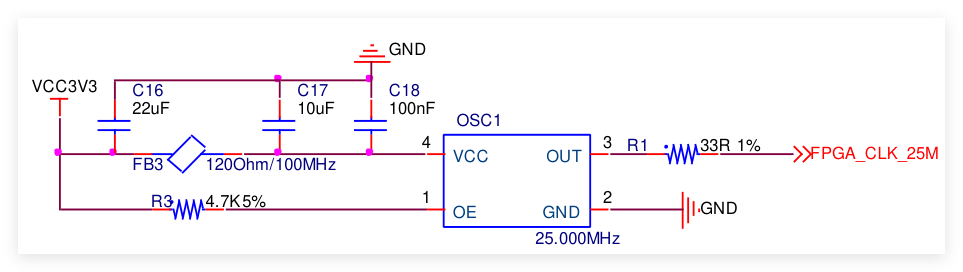 GND
VCC3V3
C16
22uF
C17
10uF
C18
100nF
OSC1
FB3
120Ohm/100MHz
4
VCC
OUT
3
R1
33R 1%
FPGA_CLK_25M
R3
4.7K5%
1
OE
GND
2
GND
25.000MHz